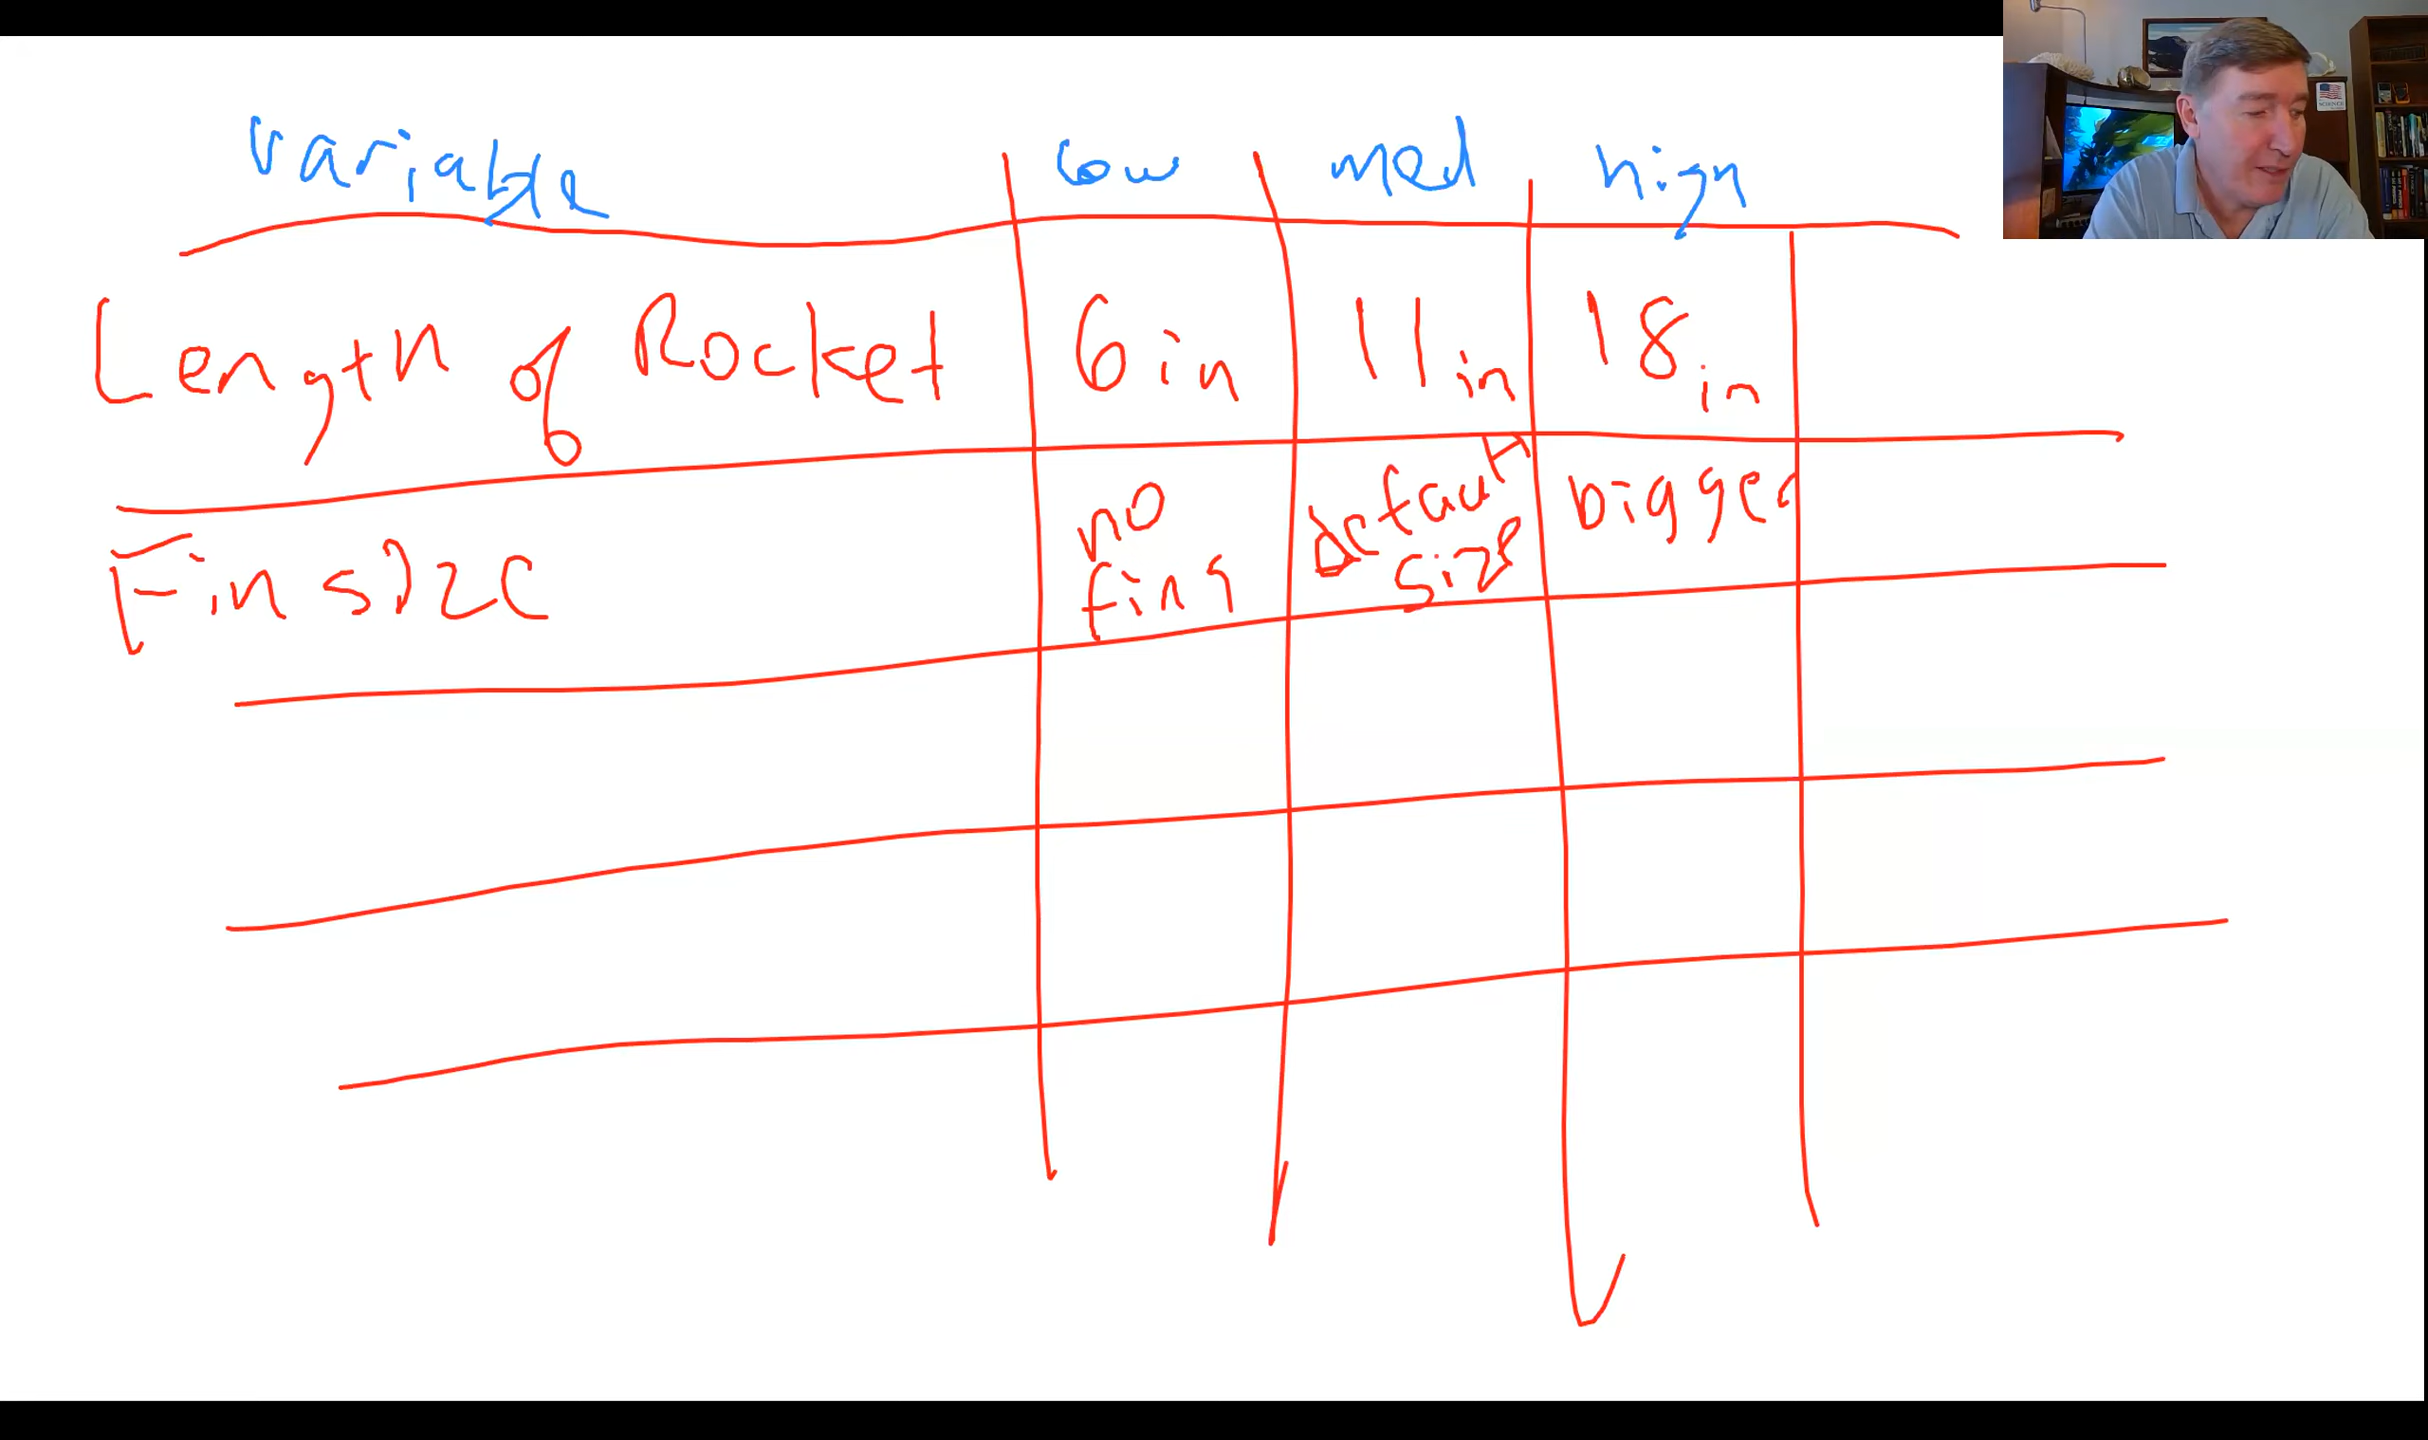 variable low med high
Length of Rocket 6 in 11 in 18 in
Fin size no fins default size bigger
SCIENCE